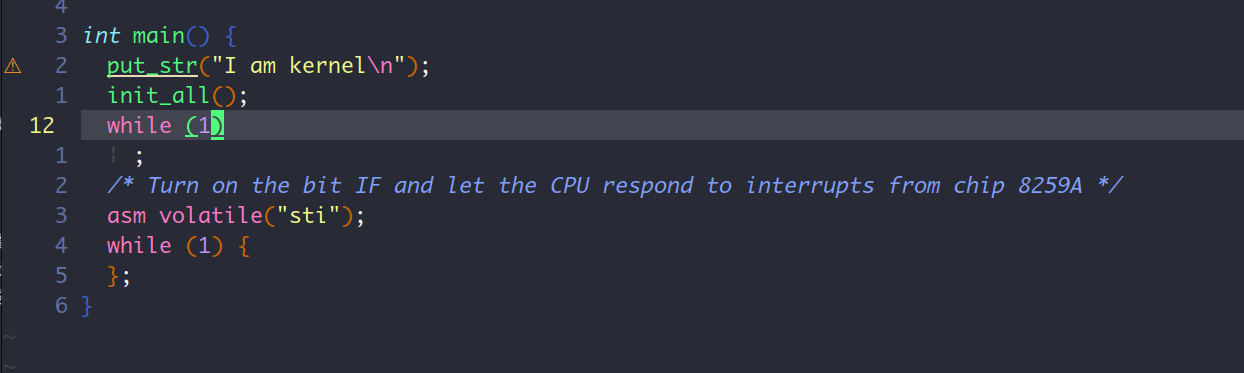 4
3 int main() {
2 put_str("I am kernel\n");
1 init_all();
12 while (1)
1 ;
2 /* Turn on the bit IF and let the CPU respond to interrupts from chip 8259A */
3 asm volatile("sti");
4 while (1) {
5 };
6 }
~
~